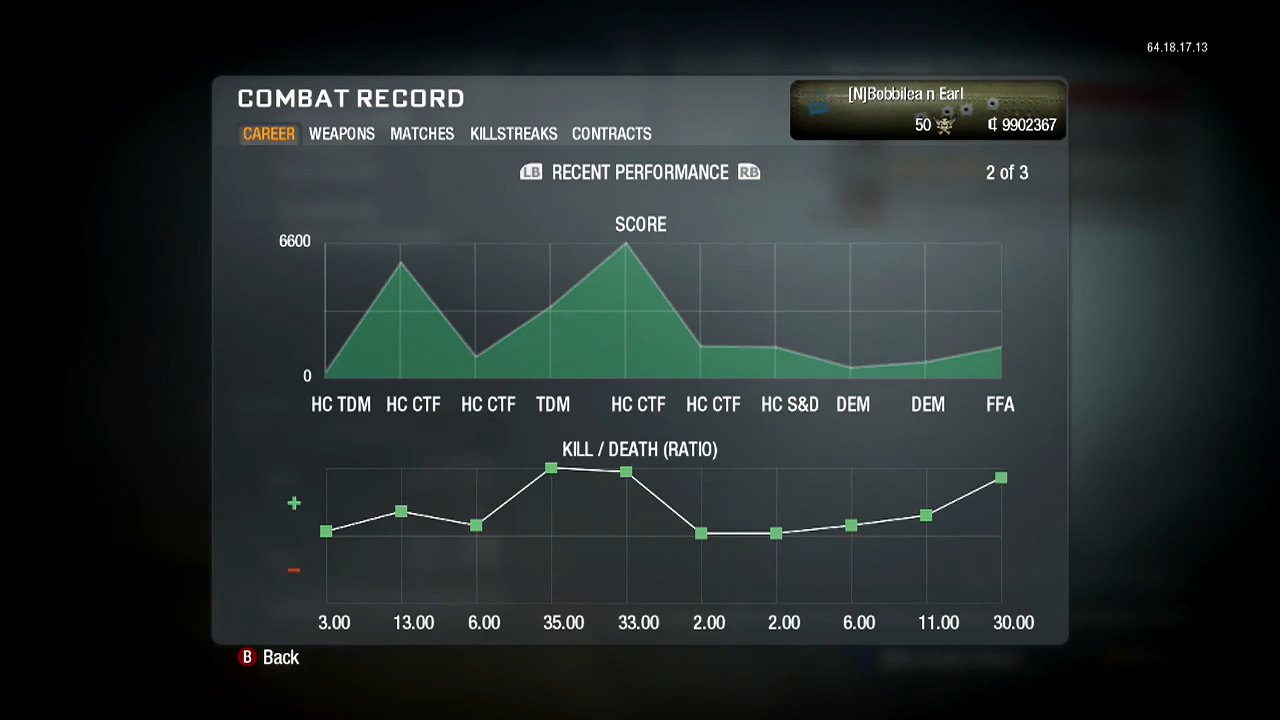 64.18.17.13
COMBAT RECORD
[N]Bobbilea n Earl
50 ₵ 9902367
CAREER WEAPONS MATCHES KILLSTREAKS CONTRACTS
LB RECENT PERFORMANCE RB 2 of 3
SCORE
6600
0
HC TDM HC CTF HC CTF TDM HC CTF HC CTF HC S&D DEM DEM FFA
KILL / DEATH (RATIO)
+
−
3.00 13.00 6.00 35.00 33.00 2.00 2.00 6.00 11.00 30.00
B Back